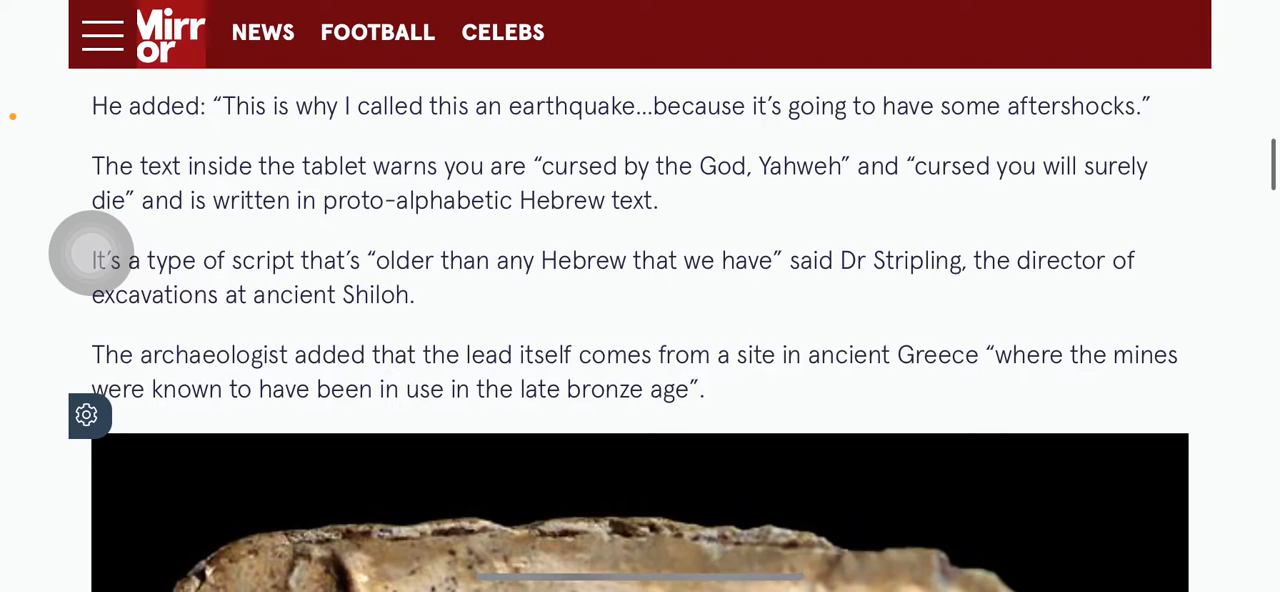 Mirr
or
NEWS FOOTBALL CELEBS
He added: “This is why I called this an earthquake...because it’s going to have some aftershocks.”
The text inside the tablet warns you are “cursed by the God, Yahweh” and “cursed you will surely
die” and is written in proto-alphabetic Hebrew text.
It’s a type of script that’s “older than any Hebrew that we have” said Dr Stripling, the director of
excavations at ancient Shiloh.
The archaeologist added that the lead itself comes from a site in ancient Greece “where the mines
were known to have been in use in the late bronze age”.